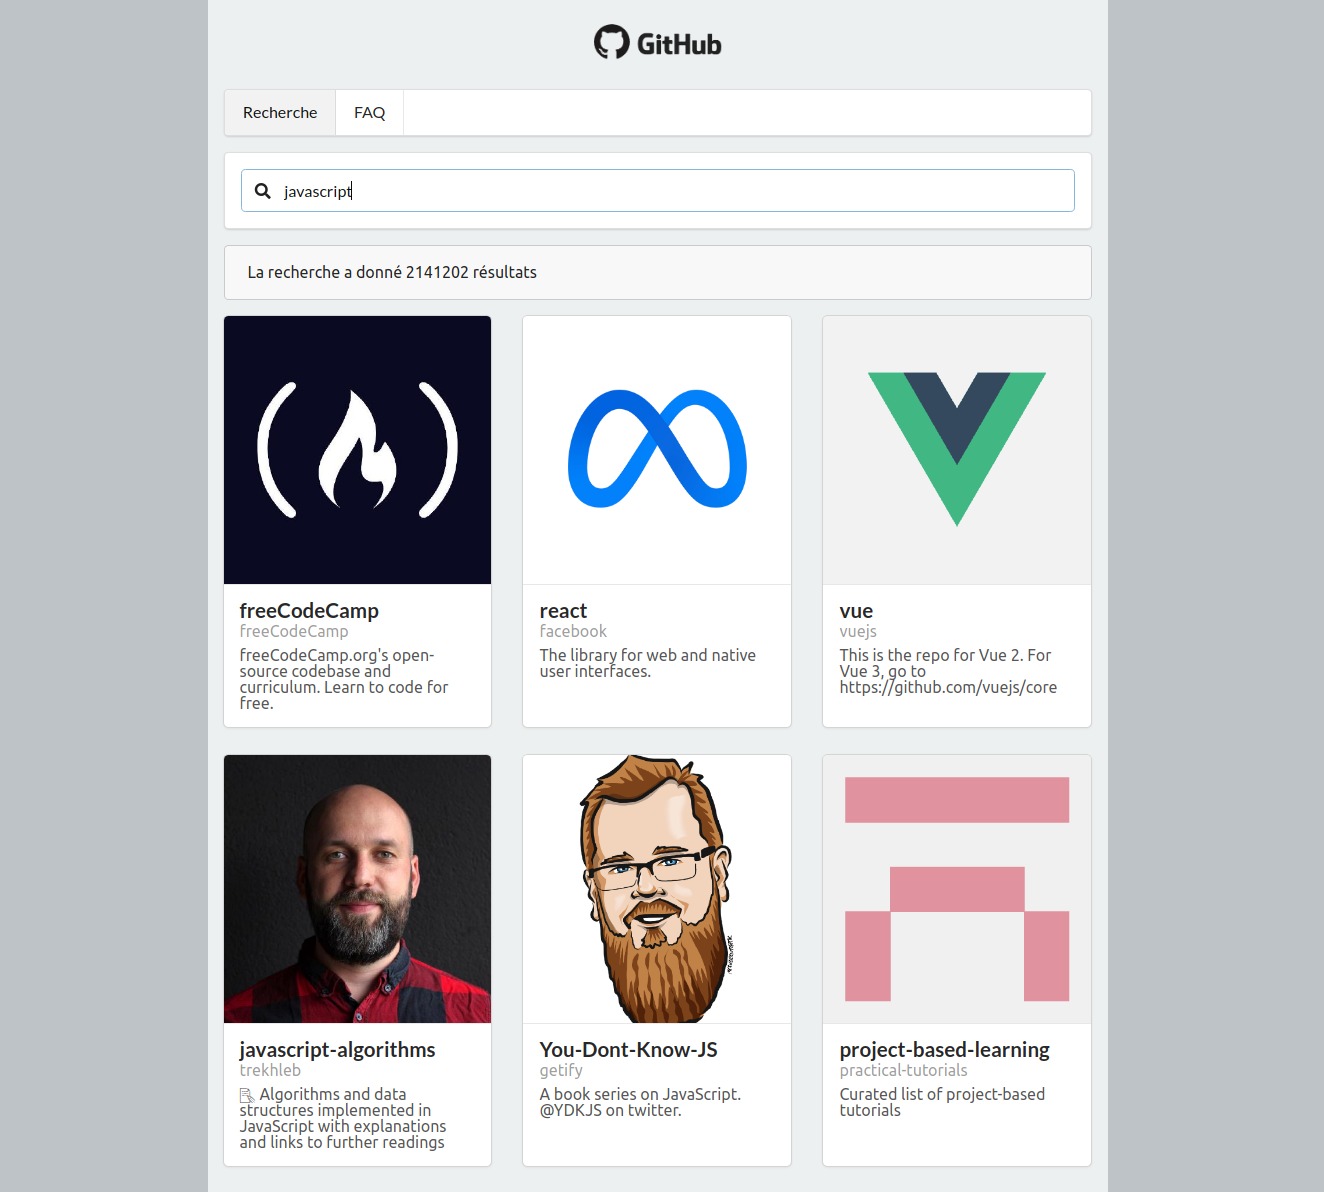 GitHub
Recherche FAQ
javascript
La recherche a donné 2141202 résultats
freeCodeCamp
freeCodeCamp
freeCodeCamp.org's open-
source codebase and
curriculum. Learn to code for
free.
react
facebook
The library for web and native
user interfaces.
vue
vuejs
This is the repo for Vue 2. For
Vue 3, go to
https://github.com/vuejs/core
javascript-algorithms
trekhleb
Algorithms and data
structures implemented in
JavaScript with explanations
and links to further readings
You-Dont-Know-JS
getify
A book series on JavaScript.
@YDKJS on twitter.
project-based-learning
practical-tutorials
Curated list of project-based
tutorials